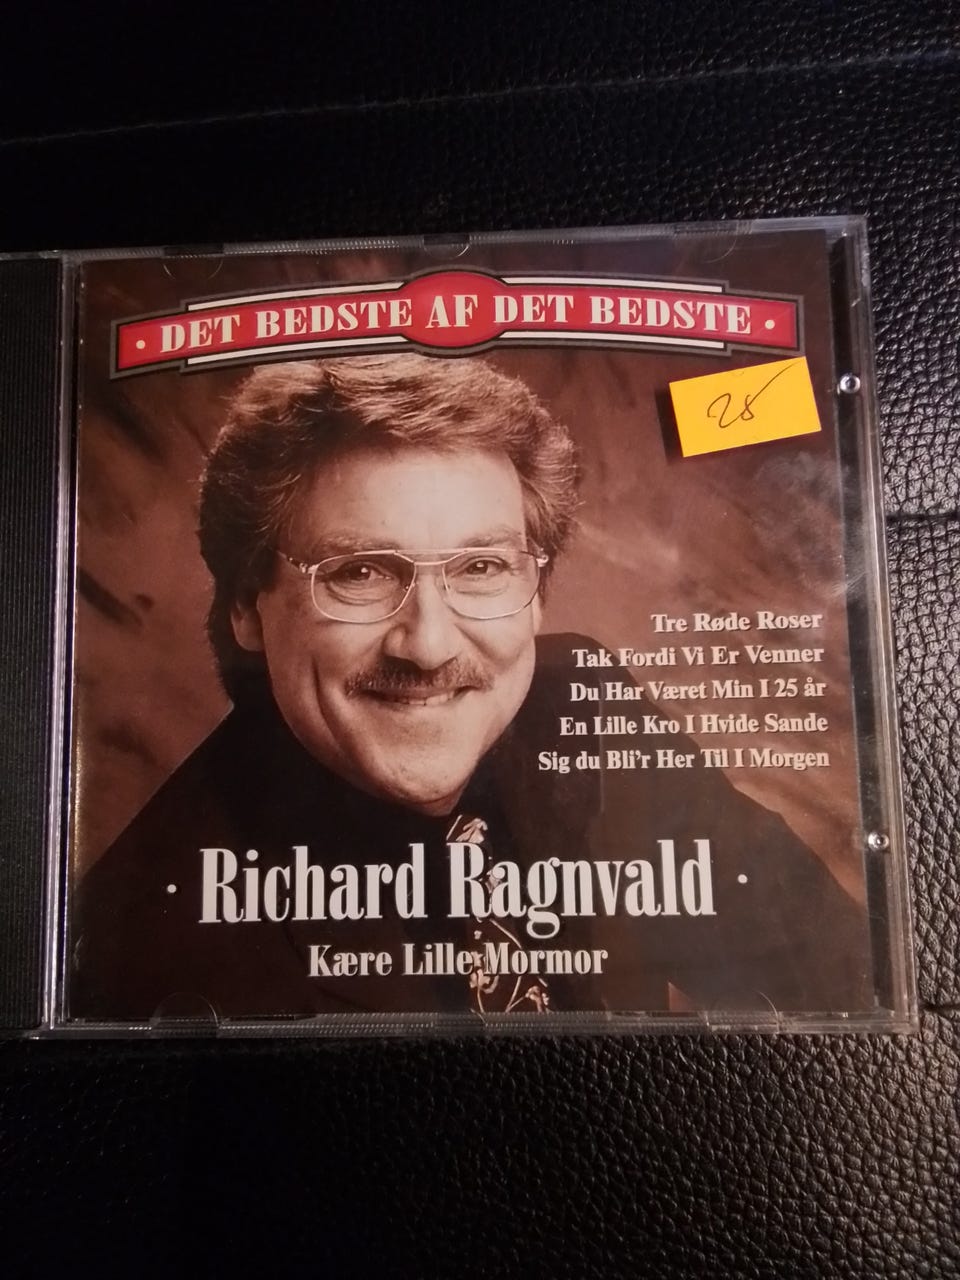 · DET BEDSTE AF DET BEDSTE ·
25
Tre Røde Roser
Tak Fordi Vi Er Venner
Du Har Været Min I 25 år
En Lille Kro I Hvide Sande
Sig du Bli'r Her Til I Morgen
· Richard Ragnvald ·
Kære Lille Mormor